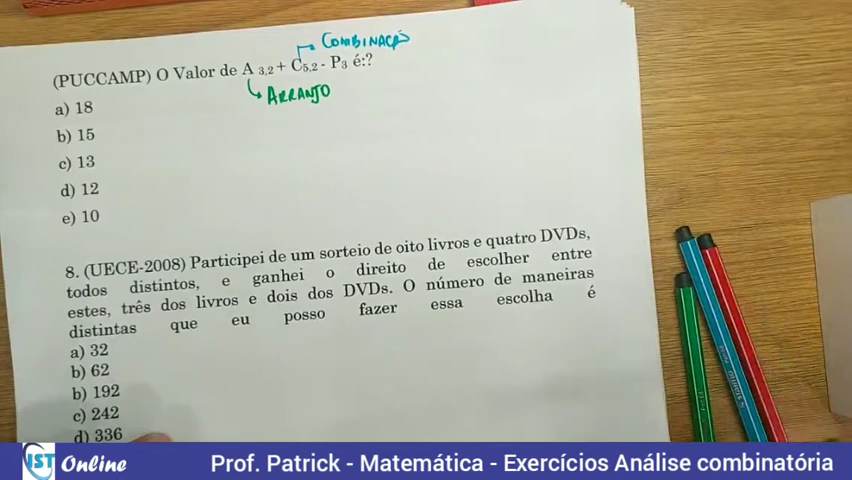 COMBINAÇÃO
(PUCCAMP) O Valor de A 3,2 + C5,2 - P3 é:?
ARRANJO
a) 18
b) 15
c) 13
d) 12
e) 10
8. (UECE-2008) Participei de um sorteio de oito livros e quatro DVDs,
todos distintos, e ganhei o direito de escolher entre
estes, três dos livros e dois dos DVDs. O número de maneiras
distintas que eu posso fazer essa escolha é
a) 32
b) 62
b) 192
c) 242
d) 336
IST Online
Prof. Patrick - Matemática - Exercícios Análise combinatória